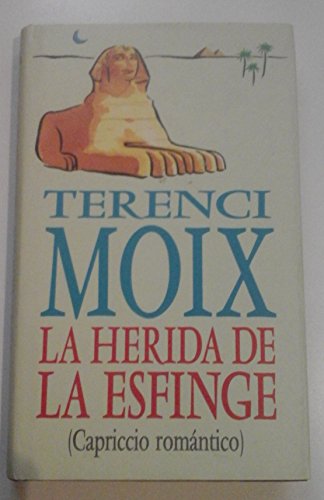 TERENCI
MOIX
LA HERIDA DE
LA ESFINGE
(Capriccio romántico)